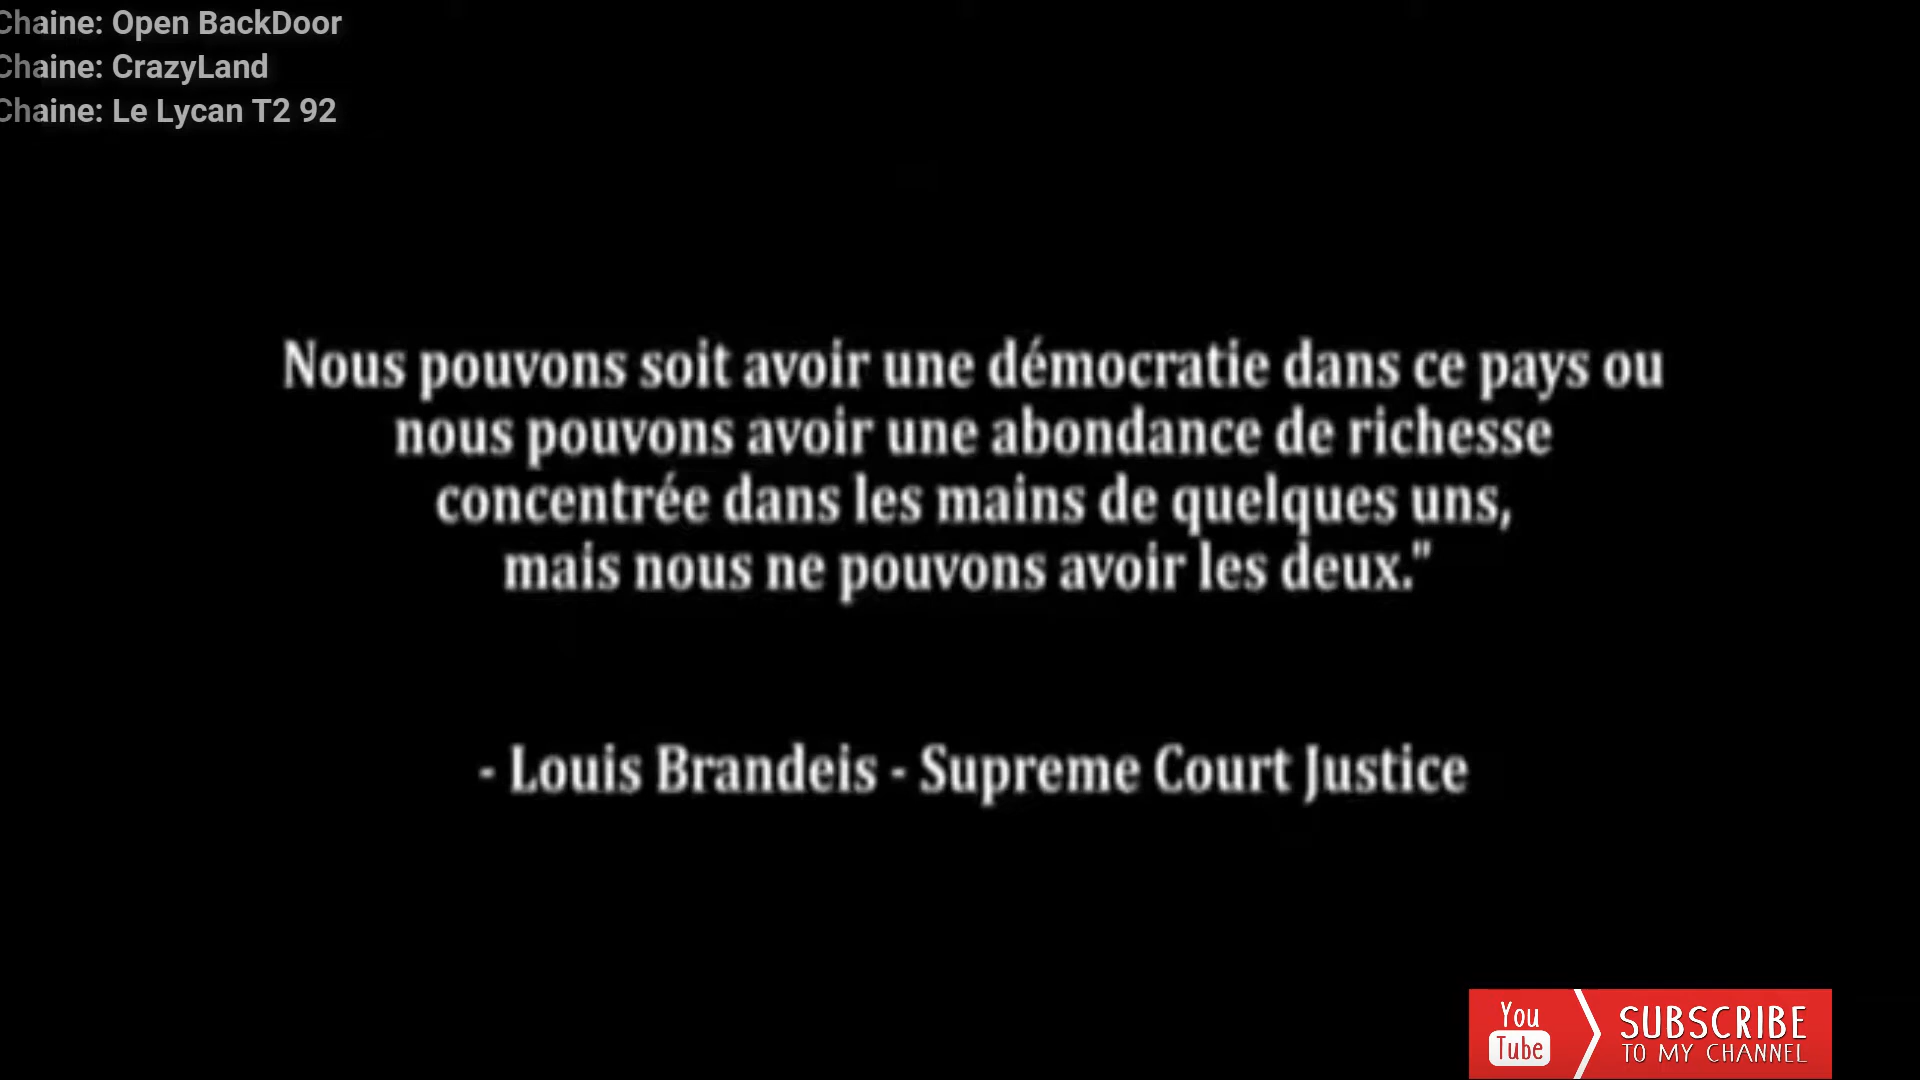 Chaine: Open BackDoor
Chaine: CrazyLand
Chaine: Le Lycan T2 92
Nous pouvons soit avoir une démocratie dans ce pays ou
nous pouvons avoir une abondance de richesse
concentrée dans les mains de quelques uns,
mais nous ne pouvons avoir les deux."
- Louis Brandeis - Supreme Court Justice
You
Tube
SUBSCRIBE
TO MY CHANNEL